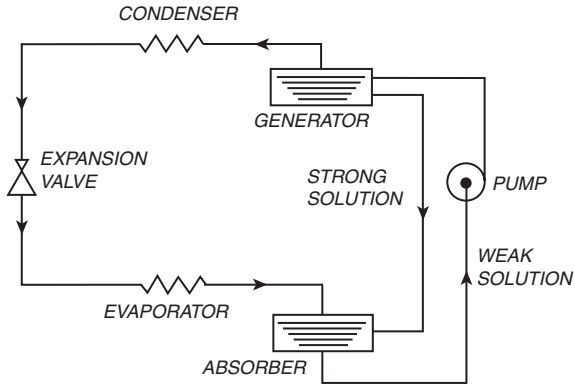 CONDENSER
GENERATOR
EXPANSION
VALVE
STRONG
SOLUTION
PUMP
WEAK
SOLUTION
EVAPORATOR
ABSORBER